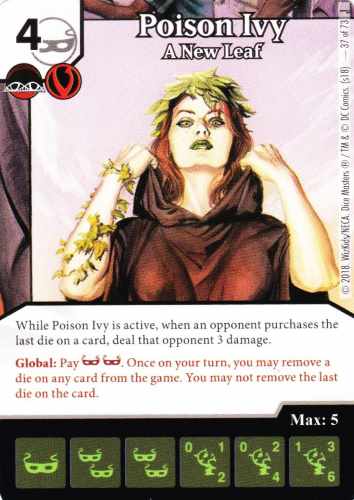 4
Poison Ivy
A New Leaf
37 of 73
© 2018, WizKids/NECA. Dice Masters ® / TM & © DC Comics. (s18)
While Poison Ivy is active, when an opponent purchases the
last die on a card, deal that opponent 3 damage.
Global: Pay . Once on your turn, you may remove a
die on any card from the game. You may not remove the last
die on the card.
Max: 5
0 1 2
0 2 4
1 3 6